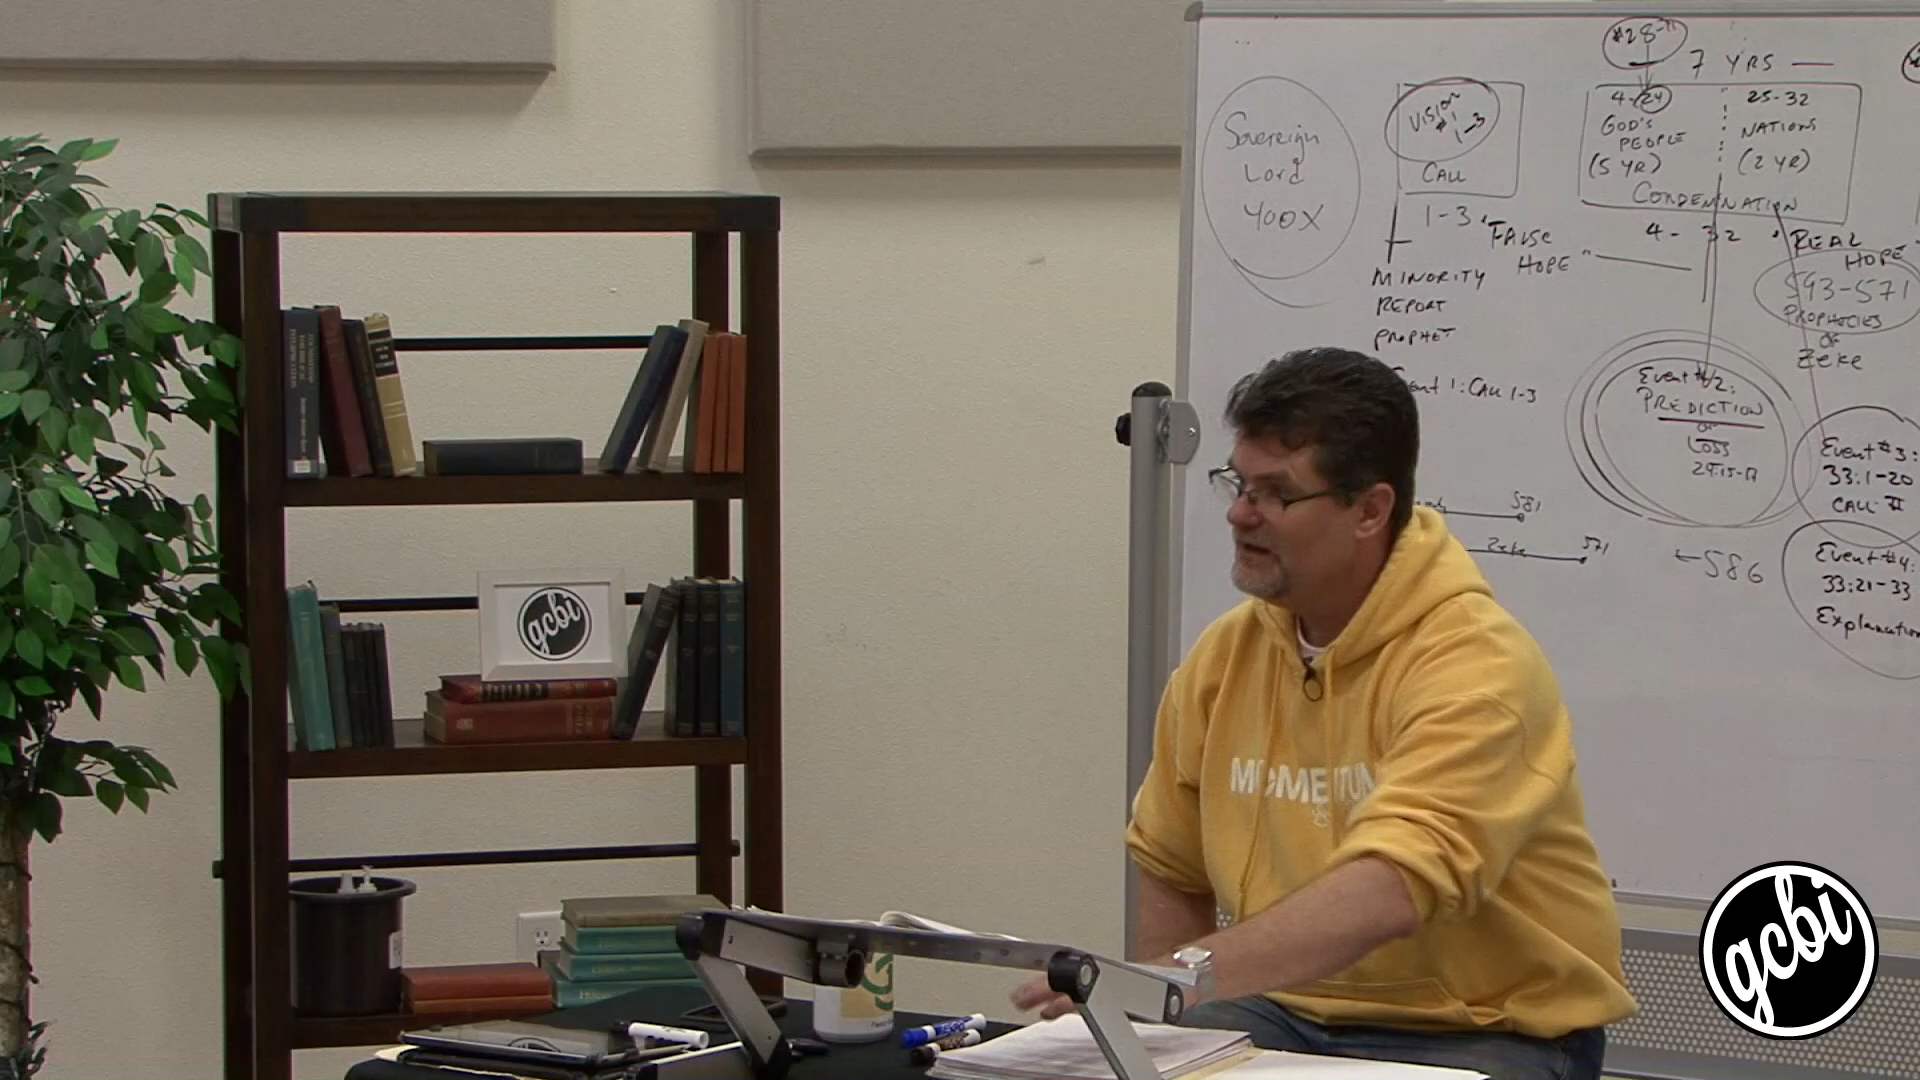 #28-11
7 YRS
Sovereign
Lord
400X
VISION
#1
1-3
CALL
4-24
GOD'S
PEOPLE
(5 YR)
25-32
NATIONS
(2 YR)
CONDEMNATION
1-3
4-32
"FALSE
HOPE"
"REAL
HOPE"
MINORITY
REPORT
PROPHET
593-571
PROPHECIES
OF
Zeke
Event 1: CALL 1-3
Event #2:
PREDICTION
OF
LOSS
24:15-17
Event #3:
33:1-20
CALL II
Event #4:
33:21-33
Explanation
581
Zeke
571
←586
gcbi
MOMENTUM
EXPO
gcbi